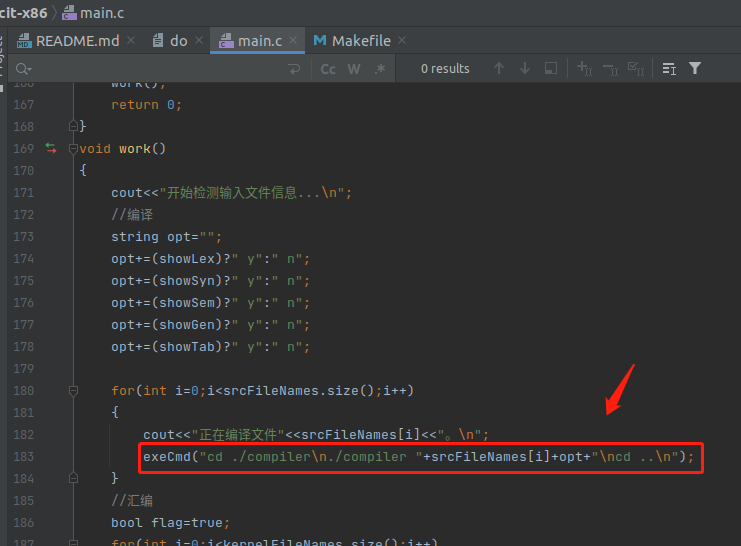 cit-x86 main.c
README.md do main.c Makefile
Cc W .* 0 results
work();
167 return 0;
168 }
169 void work()
170 {
171 cout<<"开始检测输入文件信息...\n";
172 //编译
173 string opt="";
174 opt+=(showLex)?" y":" n";
175 opt+=(showSyn)?" y":" n";
176 opt+=(showSem)?" y":" n";
177 opt+=(showGen)?" y":" n";
178 opt+=(showTab)?" y":" n";
179
180 for(int i=0;i<srcFileNames.size();i++)
181 {
182 cout<<"正在编译文件"<<srcFileNames[i]<<"。\n";
183 exeCmd("cd ./compiler\n./compiler "+srcFileNames[i]+opt+"\ncd ..\n");
184 }
185 //汇编
186 bool flag=true;
187 for(int i=0;i<kernelFileNames.size();i++)